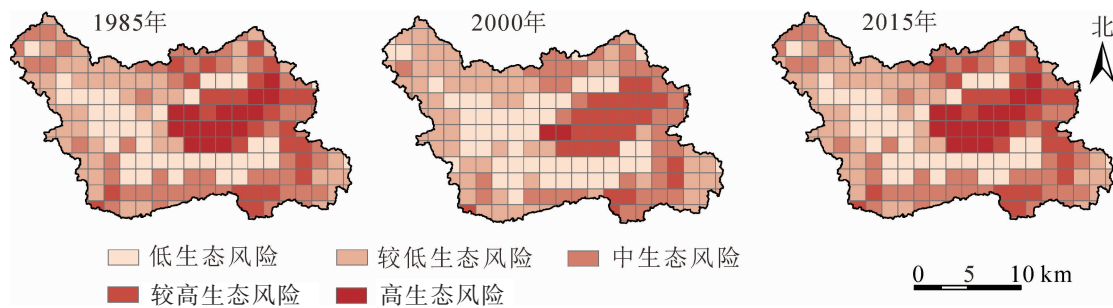 1985年
2000年
2015年
北
低生态风险
较低生态风险
中生态风险
较高生态风险
高生态风险
0 5 10 km